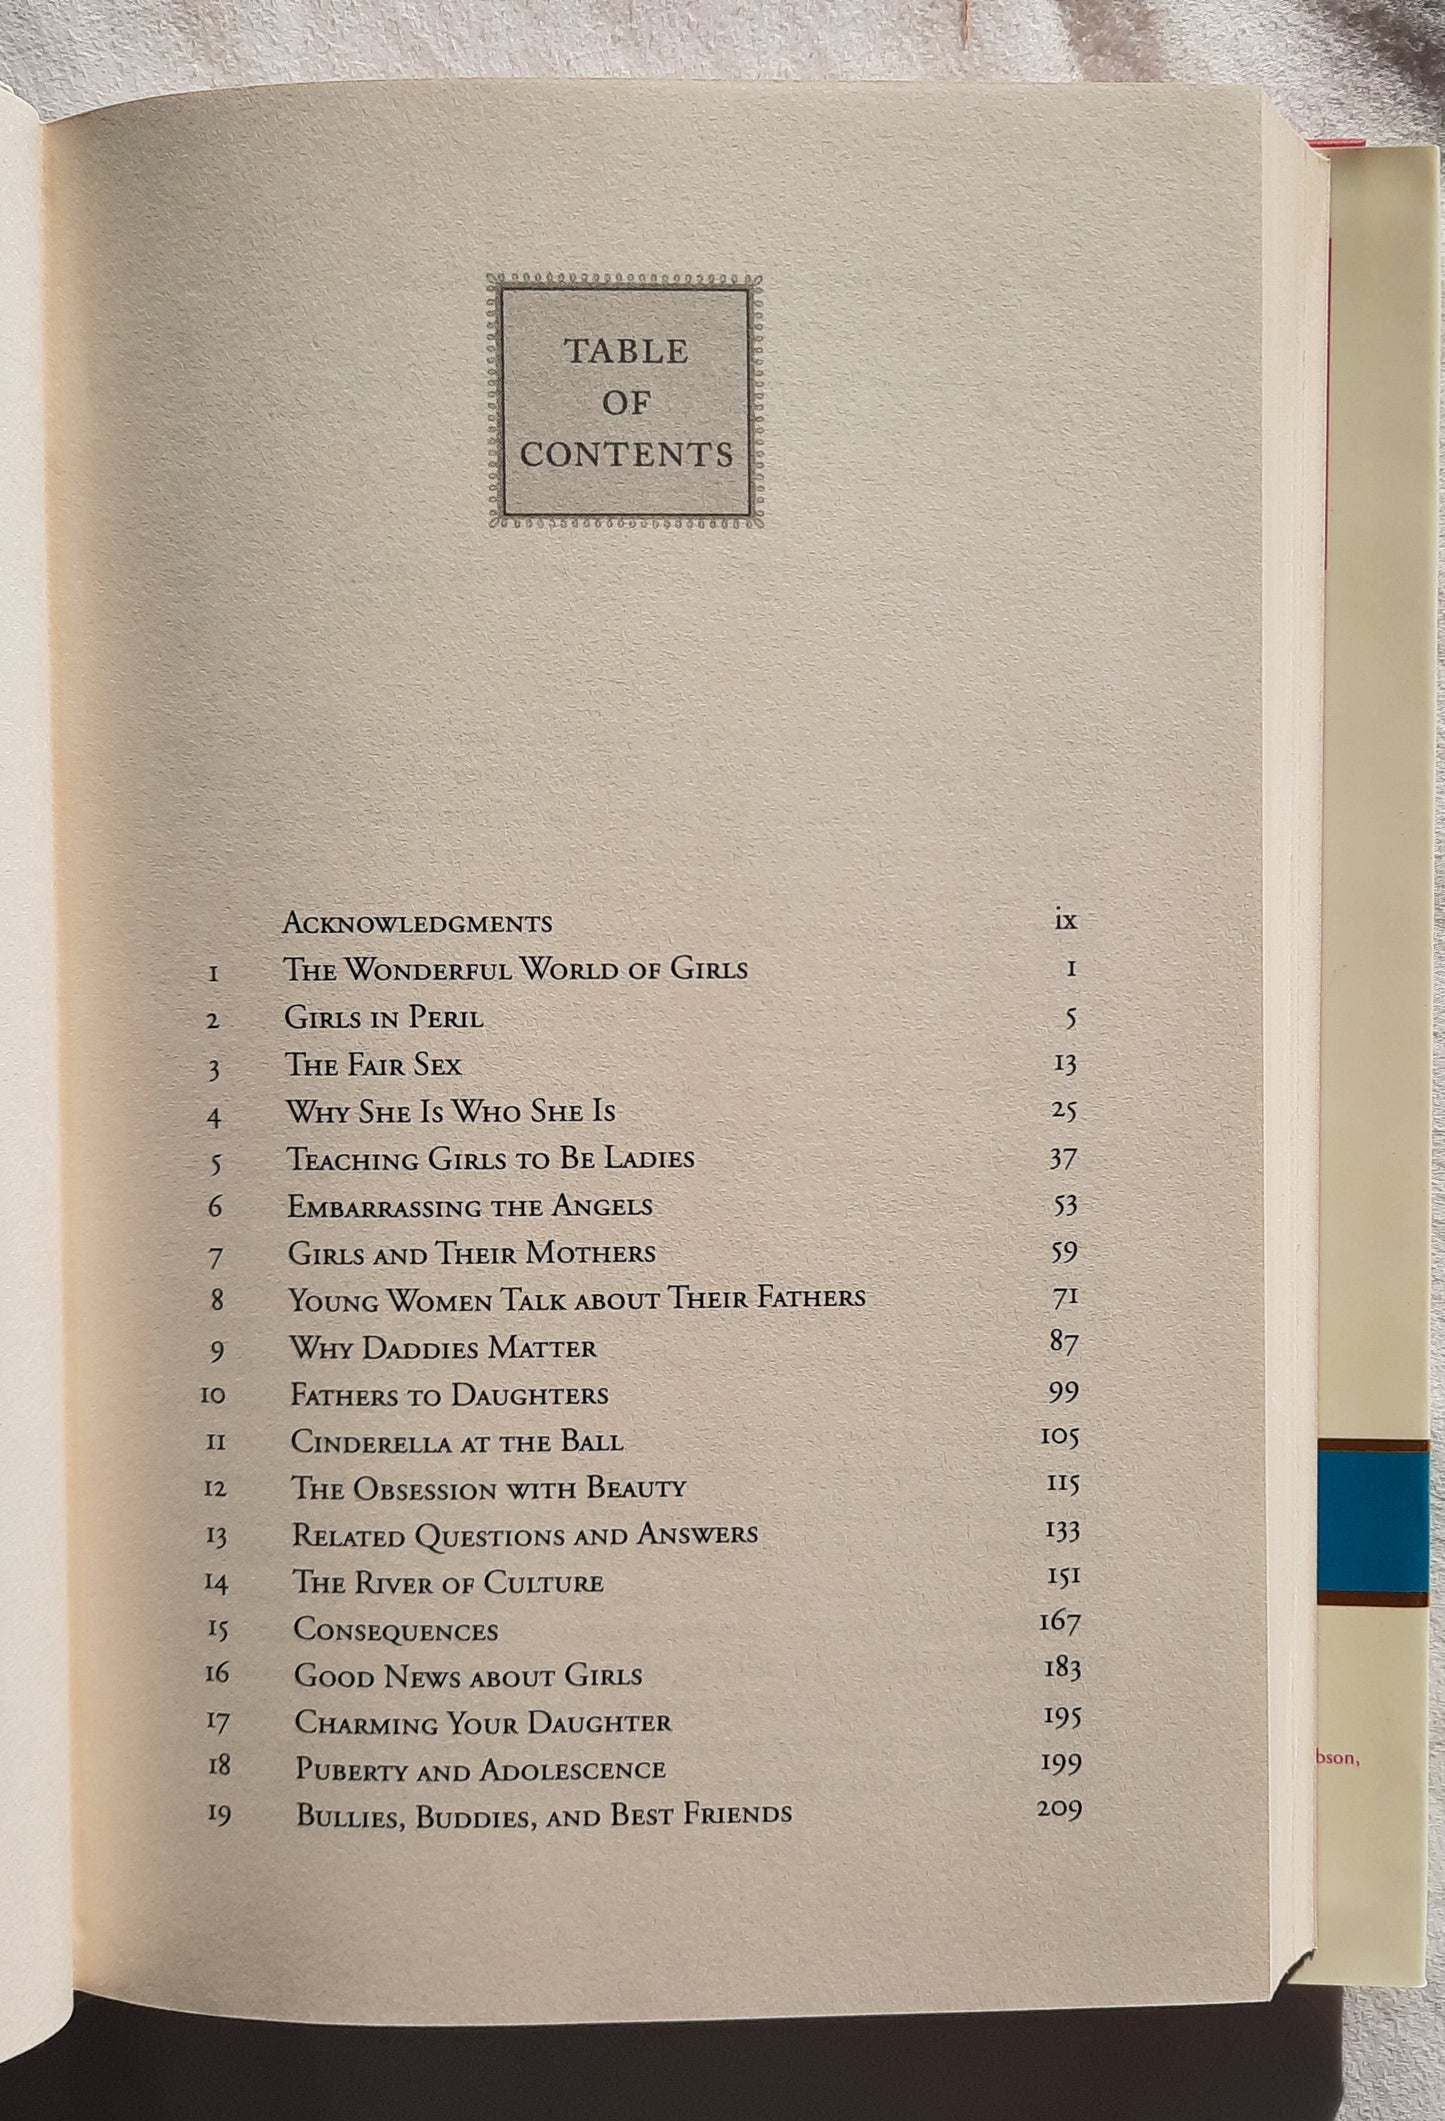 TABLE
OF
CONTENTS
ACKNOWLEDGMENTS ix
1 THE WONDERFUL WORLD OF GIRLS 1
2 GIRLS IN PERIL 5
3 THE FAIR SEX 13
4 WHY SHE IS WHO SHE IS 25
5 TEACHING GIRLS TO BE LADIES 37
6 EMBARRASSING THE ANGELS 53
7 GIRLS AND THEIR MOTHERS 59
8 YOUNG WOMEN TALK ABOUT THEIR FATHERS 71
9 WHY DADDIES MATTER 87
10 FATHERS TO DAUGHTERS 99
11 CINDERELLA AT THE BALL 105
12 THE OBSESSION WITH BEAUTY 115
13 RELATED QUESTIONS AND ANSWERS 133
14 THE RIVER OF CULTURE 151
15 CONSEQUENCES 167
16 GOOD NEWS ABOUT GIRLS 183
17 CHARMING YOUR DAUGHTER 195
18 PUBERTY AND ADOLESCENCE 199
19 BULLIES, BUDDIES, AND BEST FRIENDS 209
bson,